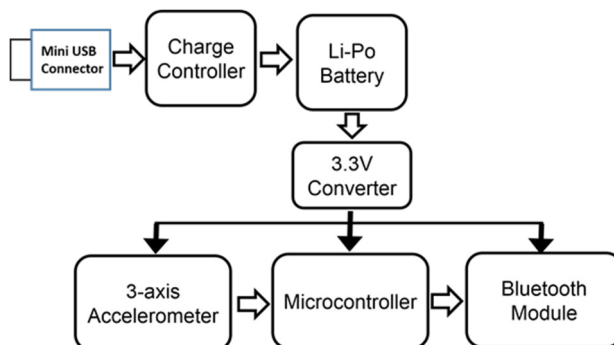 Mini USB
Connector
Charge
Controller
Li-Po
Battery
3.3V
Converter
3-axis
Accelerometer
Microcontroller
Bluetooth
Module